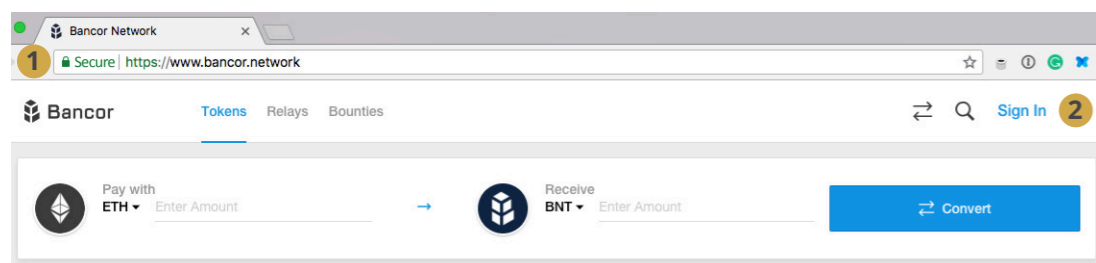 Bancor Network
1 Secure | https://www.bancor.network
Bancor Tokens Relays Bounties Sign In 2
Pay with Receive
ETH Enter Amount BNT Enter Amount Convert